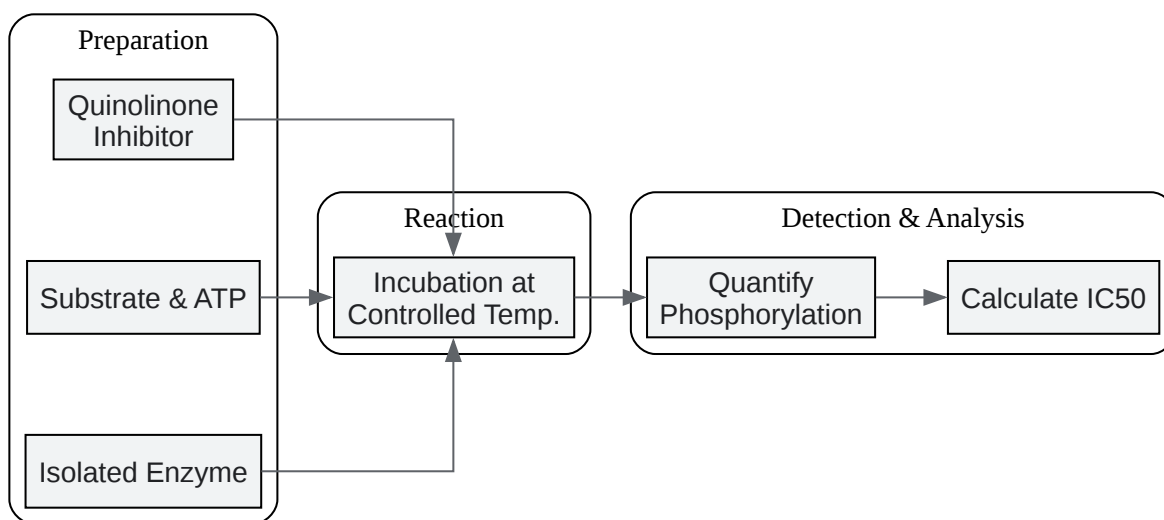 Preparation
Quinolinone
Inhibitor
Substrate & ATP
Isolated Enzyme
Reaction
Incubation at
Controlled Temp.
Detection & Analysis
Quantify
Phosphorylation
Calculate IC50